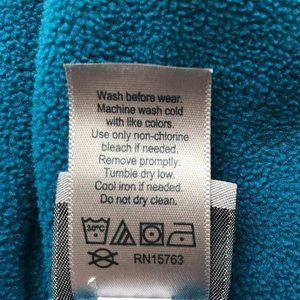 Wash before wear.
Machine wash cold
with like colors.
Use only non-chlorine
bleach if needed.
Remove promptly.
Tumble dry low.
Cool iron if needed.
Do not dry clean.
30°C
RN15763